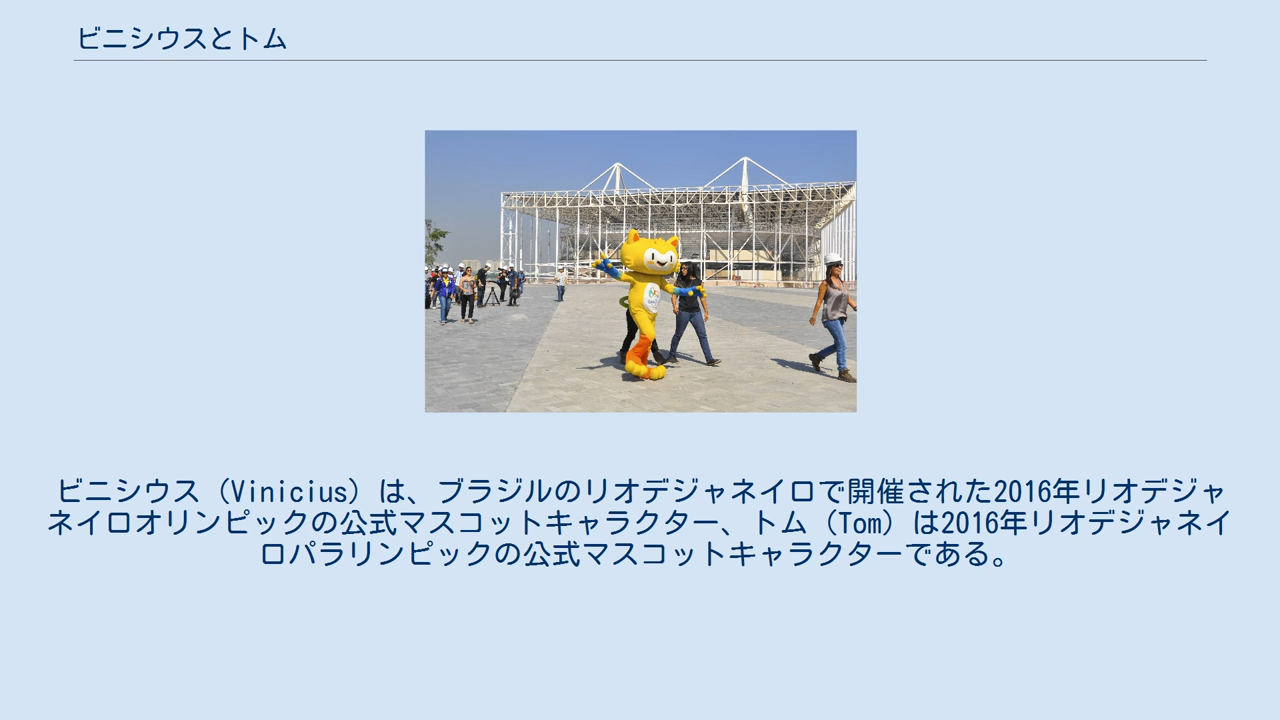 ビニシウスとトム
ビニシウス（Vinicius）は、ブラジルのリオデジャネイロで開催された2016年リオデジャ
ネイロオリンピックの公式マスコットキャラクター、トム（Tom）は2016年リオデジャネイ
ロパラリンピックの公式マスコットキャラクターである。